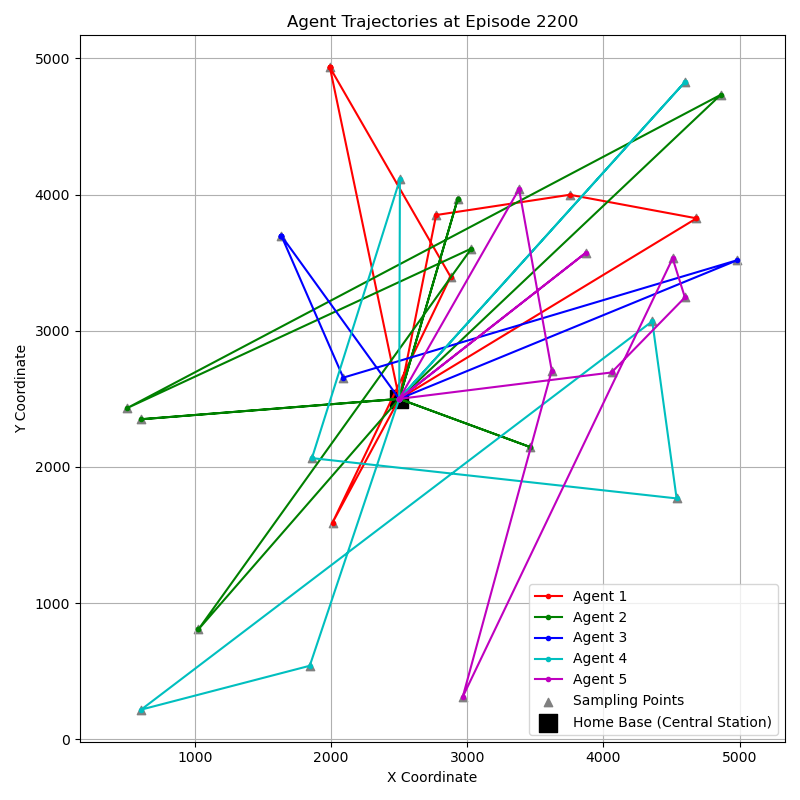 Agent Trajectories at Episode 2200
5000
4000
3000
2000
1000
0
Y Coordinate
1000
2000
3000
4000
5000
X Coordinate
Agent 1
Agent 2
Agent 3
Agent 4
Agent 5
Sampling Points
Home Base (Central Station)